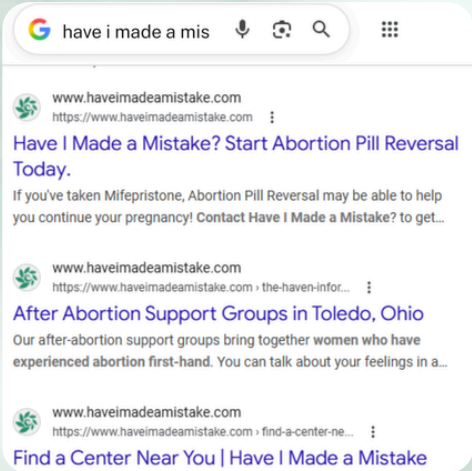 have i made a mis
www.haveimadeamistake.com
https://www.haveimadeamistake.com
Have I Made a Mistake? Start Abortion Pill Reversal
Today.
If you've taken Mifepristone, Abortion Pill Reversal may be able to help
you continue your pregnancy! Contact Have I Made a Mistake? to get...
www.haveimadeamistake.com
https://www.haveimadeamistake.com › the-haven-infor...
After Abortion Support Groups in Toledo, Ohio
Our after-abortion support groups bring together women who have
experienced abortion first-hand. You can talk about your feelings in a...
www.haveimadeamistake.com
https://www.haveimadeamistake.com › find-a-center-ne...
Find a Center Near You | Have I Made a Mistake